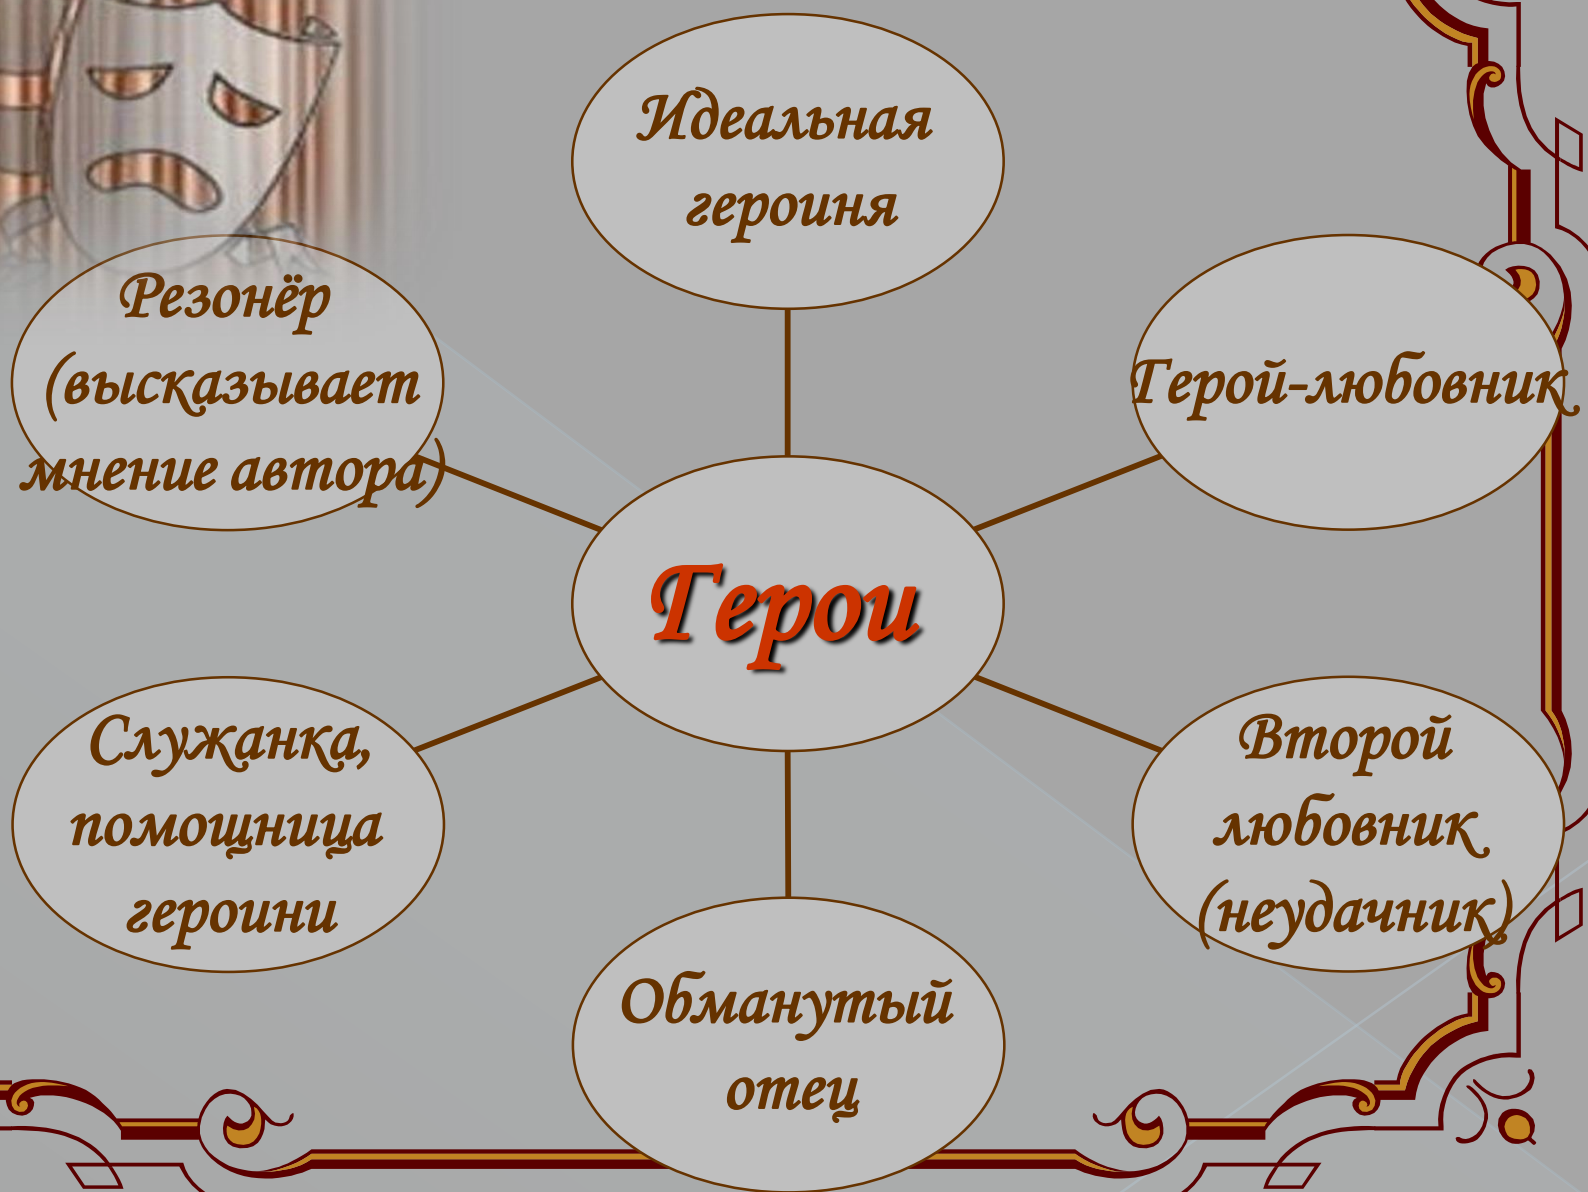 Идеальная
героиня
Герой-любовник
Второй
любовник
(неудачник)
Обманутый
отец
Служанка,
помощница
героини
Резонёр
(высказывает
мнение автора)
Герои